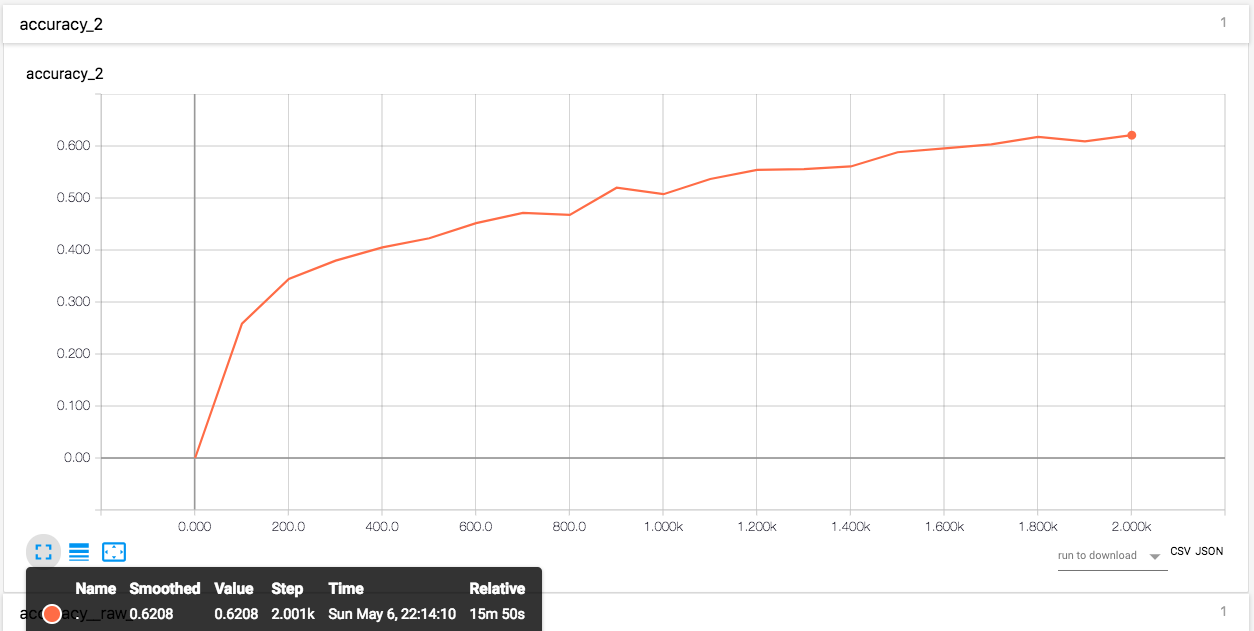 accuracy_2 1
accuracy_2
0.600
0.500
0.400
0.300
0.200
0.100
0.00
0.000 200.0 400.0 600.0 800.0 1.000k 1.200k 1.400k 1.600k 1.800k 2.000k
run to download CSV JSON
Name Smoothed Value Step Time Relative
. 0.6208 0.6208 2.001k Sun May 6, 22:14:10 15m 50s
1